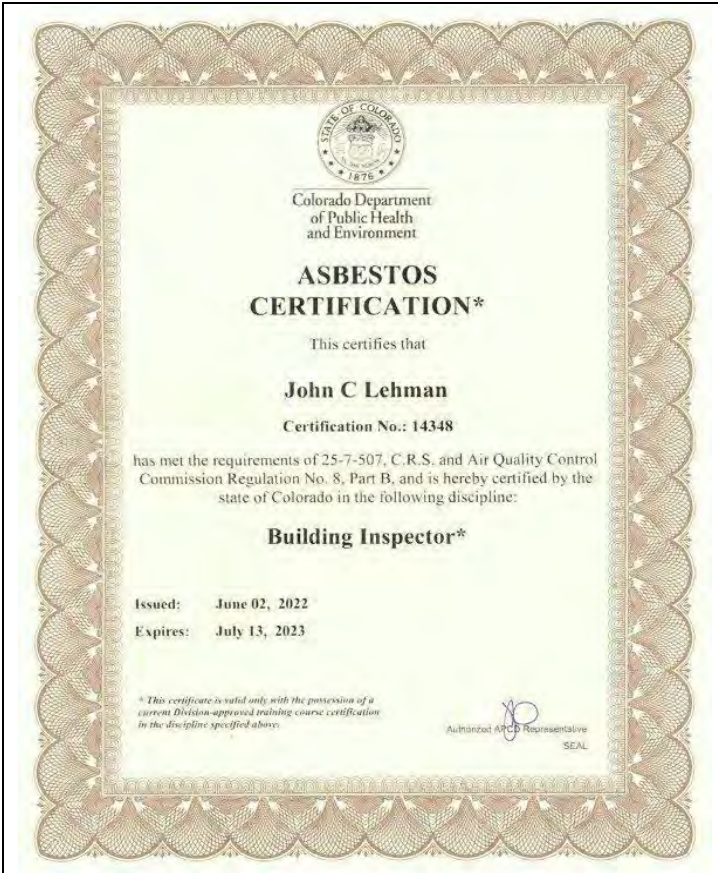 STATE OF COLORADO
1876
Colorado Department
of Public Health
and Environment
ASBESTOS
CERTIFICATION*
This certifies that
John C Lehman
Certification No.: 14348
has met the requirements of 25-7-507, C.R.S. and Air Quality Control
Commission Regulation No. 8, Part B, and is hereby certified by the
state of Colorado in the following discipline:
Building Inspector*
Issued: June 02, 2022
Expires: July 13, 2023
* This certificate is valid only with the possession of a
current Division-approved training course certification
in the discipline specified above.
Authorized APCD Representative
SEAL